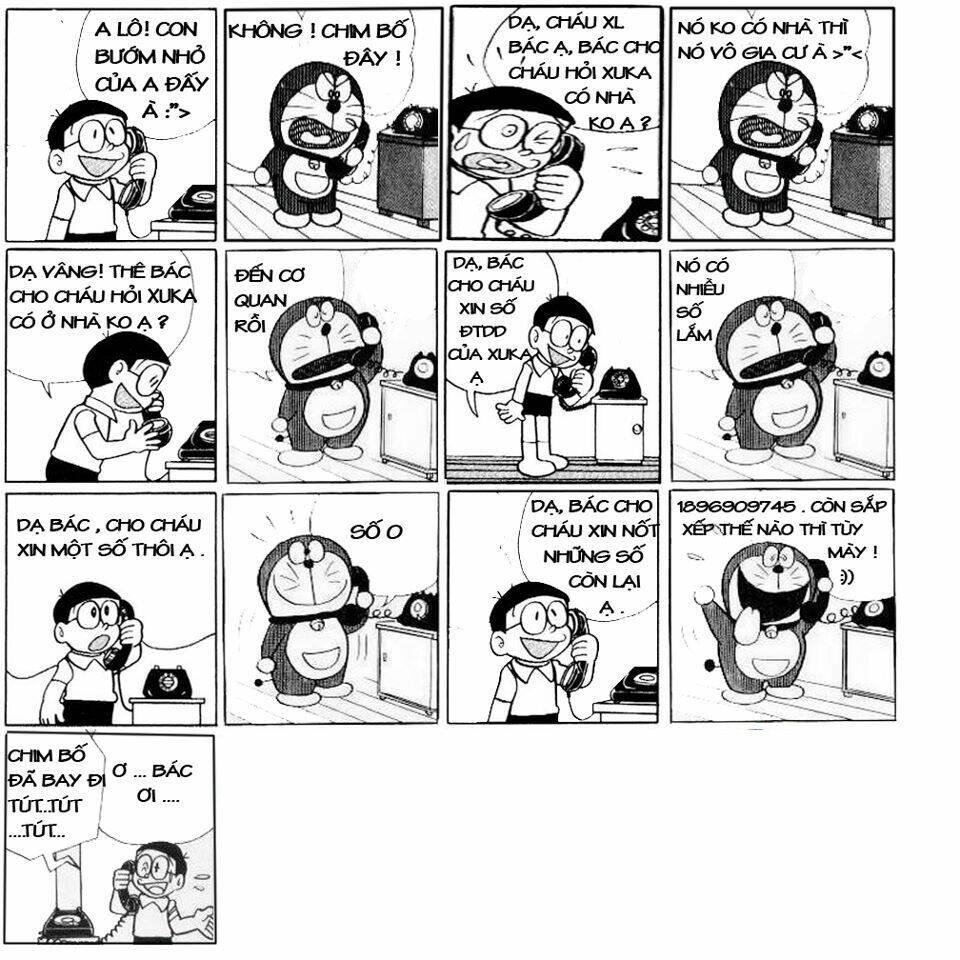 A LÔ! CON
BƯỚM NHỎ
CỦA A ĐẤY
À :">
KHÔNG ! CHIM BỐ
ĐÂY !
DẠ, CHÁU XL
BÁC Ạ, BÁC CHO
CHÁU HỎI XUKA
CÓ NHÀ
KO Ạ ?
NÓ KO CÓ NHÀ THÌ
NÓ VÔ GIA CƯ À >"<
DẠ VÂNG! THẾ BÁC
CHO CHÁU HỎI XUKA
CÓ Ở NHÀ KO Ạ ?
ĐẾN CƠ
QUAN
RỒI
DẠ, BÁC
CHO CHÁU
XIN SỐ
ĐTDD
CỦA XUKA
Ạ
NÓ CÓ
NHIỀU
SỐ
LẮM
DẠ BÁC , CHO CHÁU
XIN MỘT SỐ THÔI Ạ .
SỐ 0
DẠ, BÁC CHO
CHÁU XIN NỐT
NHỮNG SỐ
CÒN LẠI
Ạ .
1896909745 . CÒN SẮP
XẾP THẾ NÀO THÌ TÙY
MÀY !
:))
CHIM BỐ
ĐÃ BAY ĐI
TÚT...TÚT
....TÚT...
Ơ ... BÁC
ƠI ....